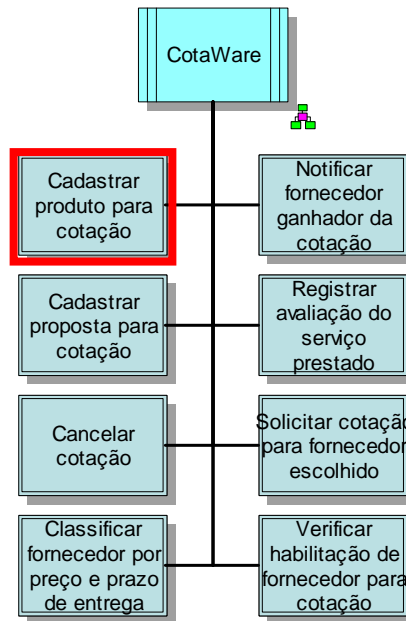 CotaWare
Cadastrar
produto para
cotação
Notificar
fornecedor
ganhador da
cotação
Cadastrar
proposta para
cotação
Registrar
avaliação do
serviço
prestado
Cancelar
cotação
Solicitar cotação
para fornecedor
escolhido
Classificar
fornecedor por
preço e prazo
de entrega
Verificar
habilitação de
fornecedor para
cotação